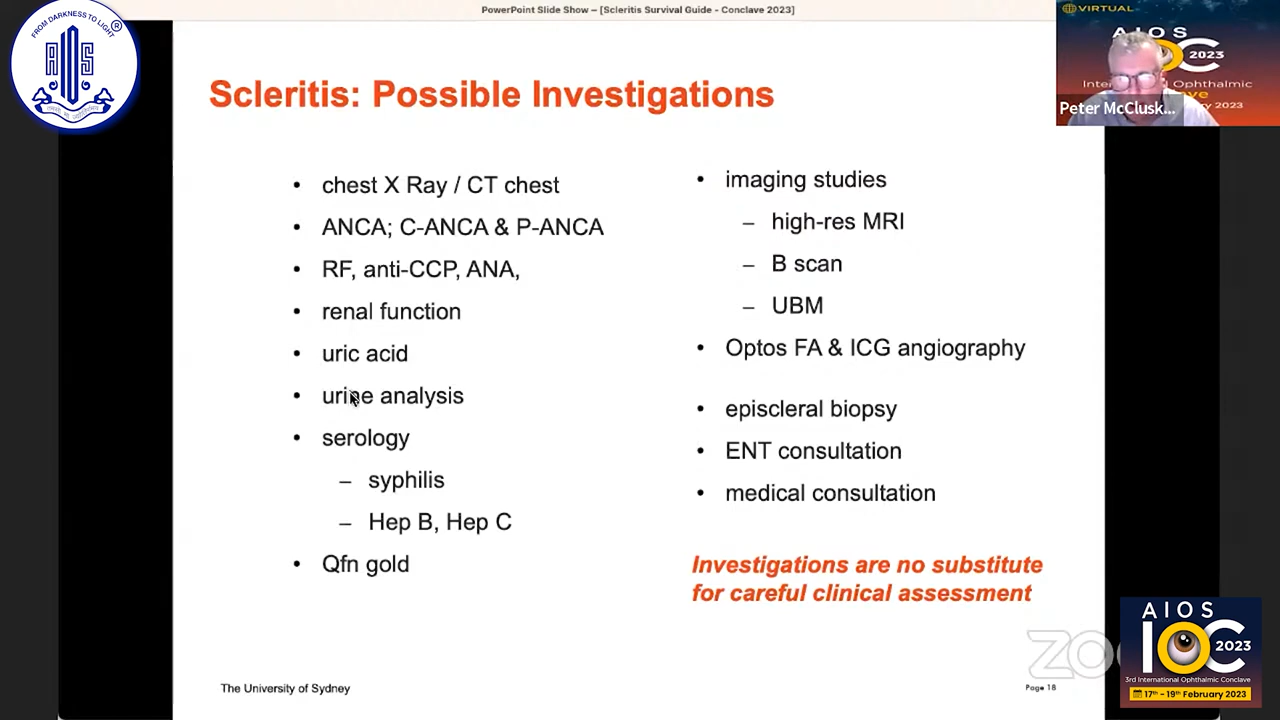 PowerPoint Slide Show – [Scleritis Survival Guide - Conclave 2023]
FROM DARKNESS TO LIGHT
®
AIOS
VIRTUAL
AIOS
2023
Ophthalmic
Peter McClusk...
Scleritis: Possible Investigations
• chest X Ray / CT chest
• ANCA; C-ANCA & P-ANCA
• RF, anti-CCP, ANA,
• renal function
• uric acid
• urine analysis
• serology
– syphilis
– Hep B, Hep C
• Qfn gold
• imaging studies
– high-res MRI
– B scan
– UBM
• Optos FA & ICG angiography
• episcleral biopsy
• ENT consultation
• medical consultation
Investigations are no substitute
for careful clinical assessment
The University of Sydney
Page 18
AIOS
IOC 2023
3rd International Ophthalmic Conclave
17th - 19th February 2023